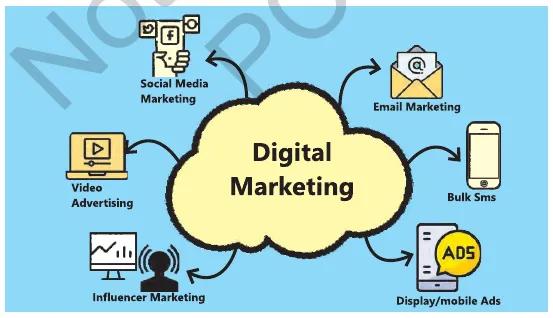 Social Media
Marketing
Email Marketing
Digital
Marketing
Video
Advertising
Bulk Sms
ADS
Influencer Marketing
Display/mobile Ads